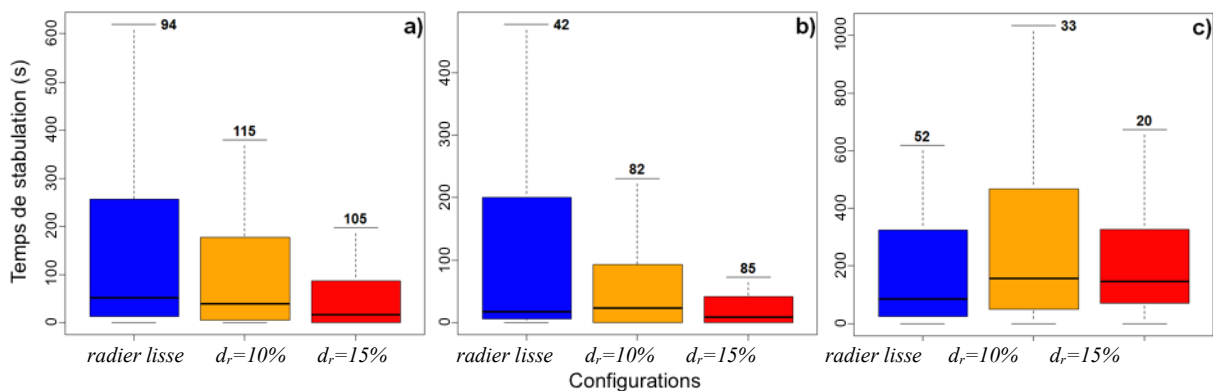 Temps de stabulation (s)
0 100 200 300 400 500 600
94
115
105
a)
radier lisse dᵣ=10% dᵣ=15%
0 100 200 300 400
42
82
85
b)
radier lisse dᵣ=10% dᵣ=15%
0 200 400 600 800 1000
52
33
20
c)
radier lisse dᵣ=10% dᵣ=15%
Configurations